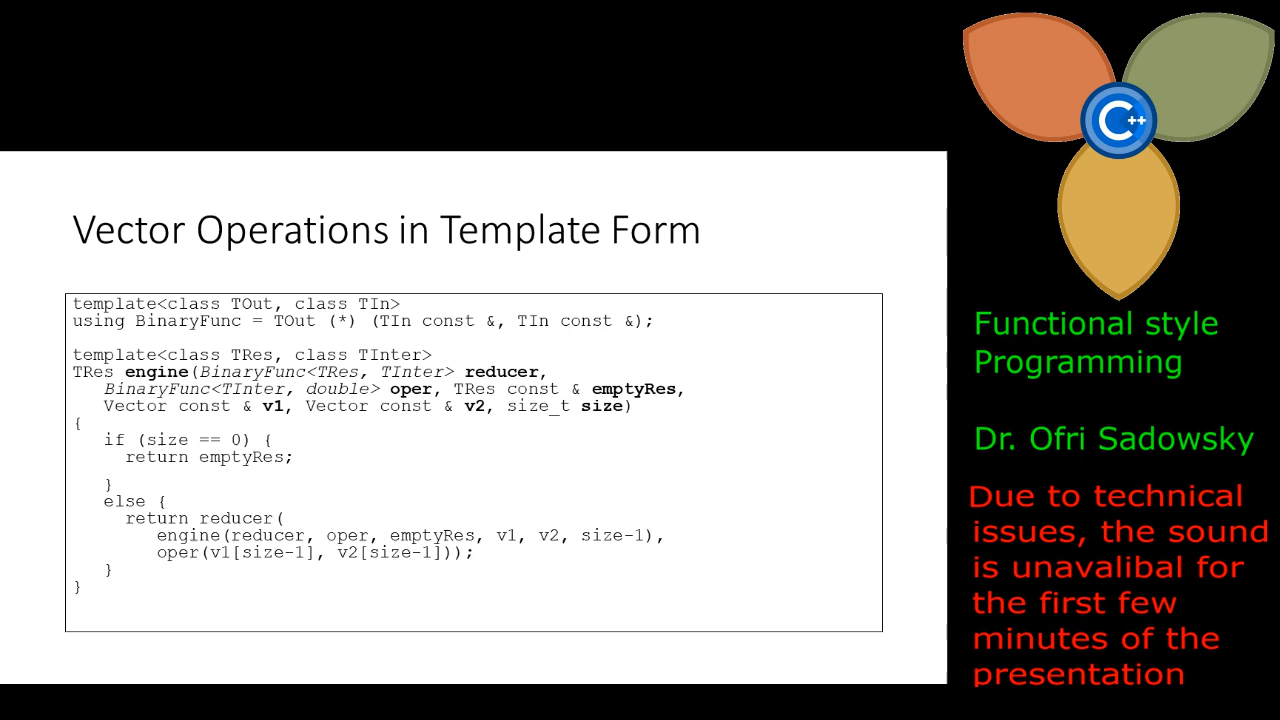 Vector Operations in Template Form
template<class TOut, class TIn>
using BinaryFunc = TOut (*) (TIn const &, TIn const &);
template<class TRes, class TInter>
TRes engine(BinaryFunc<TRes, TInter> reducer,
BinaryFunc<TInter, double> oper, TRes const & emptyRes,
Vector const & v1, Vector const & v2, size_t size)
{
if (size == 0) {
return emptyRes;
}
else {
return reducer(
engine(reducer, oper, emptyRes, v1, v2, size-1),
oper(v1[size-1], v2[size-1]));
}
}
C++
Functional style
Programming
Dr. Ofri Sadowsky
Due to technical
issues, the sound
is unavalibal for
the first few
minutes of the
presentation